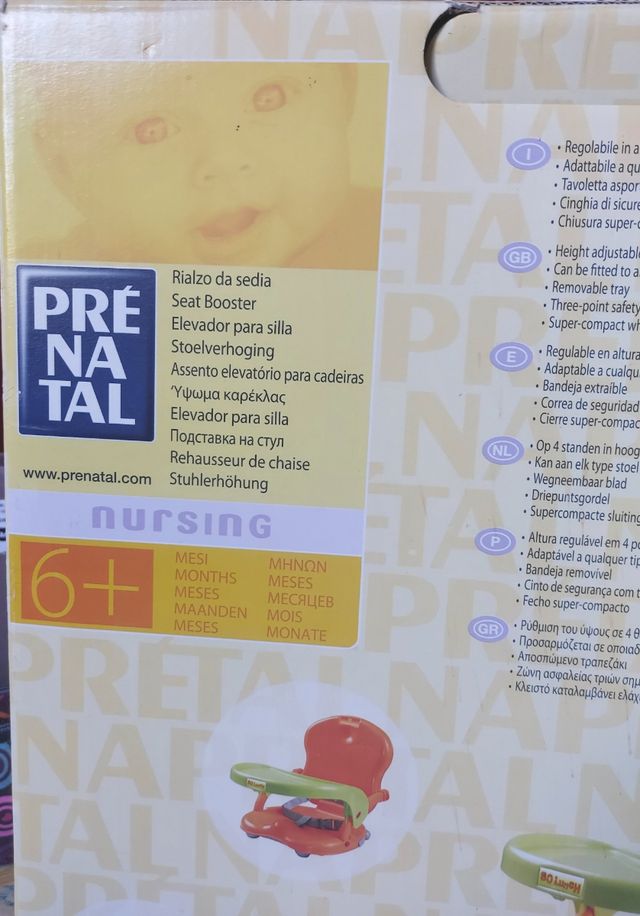 PRÉ
NA
TAL
www.prenatal.com
Rialzo da sedia
Seat Booster
Elevador para silla
Stoelverhoging
Assento elevatório para cadeiras
Ύψωμα καρέκλας
Elevador para silla
Подставка на стул
Rehausseur de chaise
Stuhlerhöhung
nursing
6+
MESI
MONTHS
MESES
MAANDEN
MESES
ΜΗΝΩΝ
MESES
МЕСЯЦЕВ
MOIS
MONATE
I
• Regolabile in a
• Adattabile a qu
• Tavoletta aspor
• Cinghia di sicure
• Chiusura super-c
GB
• Height adjustabl
• Can be fitted to a
• Removable tray
• Three-point safety
• Super-compact wh
E
• Regulable en altura
• Adaptable a cualqu
• Bandeja extraíble
• Correa de seguridad
• Cierre super-compac
NL
• Op 4 standen in hoog
• Kan aan elk type stoel
• Wegneembaar blad
• Driepuntsgordel
• Supercompacte sluiting
P
• Altura regulável em 4 po
• Adaptável a qualquer tip
• Bandeja removível
• Cinto de segurança com t
• Fecho super-compacto
GR
• Ρύθμιση του ύψους σε 4 θ
• Προσαρμόζεται σε οποιαδ
• Αποσπώμενο τραπεζάκι
• Ζώνη ασφαλείας τριών σημ
• Κλειστό καταλαμβάνει ελάχ